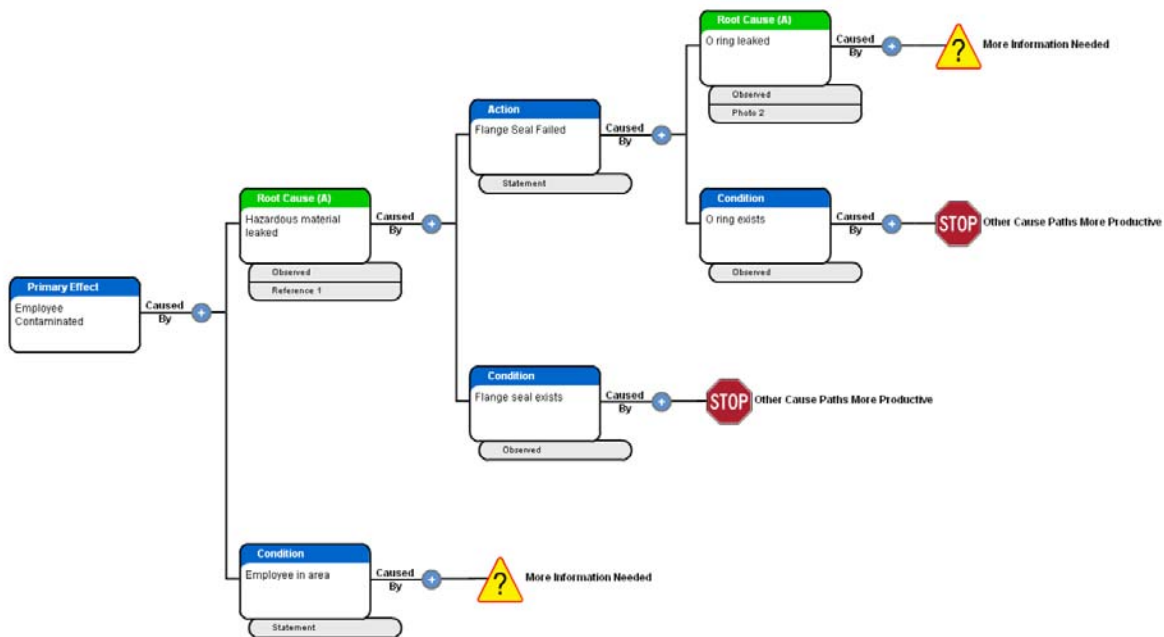 Root Cause (A)
O ring leaked
Caused
By
?
More Information Needed
Observed
Photo 2
Action
Flange Seal Failed
Caused
By
Statement
Root Cause (A)
Hazardous material
leaked
Caused
By
Observed
Reference 1
Condition
O ring exists
Caused
By
STOP
Other Cause Paths More Productive
Observed
Primary Effect
Employee
Contaminated
Caused
By
Condition
Flange seal exists
Caused
By
STOP
Other Cause Paths More Productive
Observed
Condition
Employee in area
Caused
By
?
More Information Needed
Statement